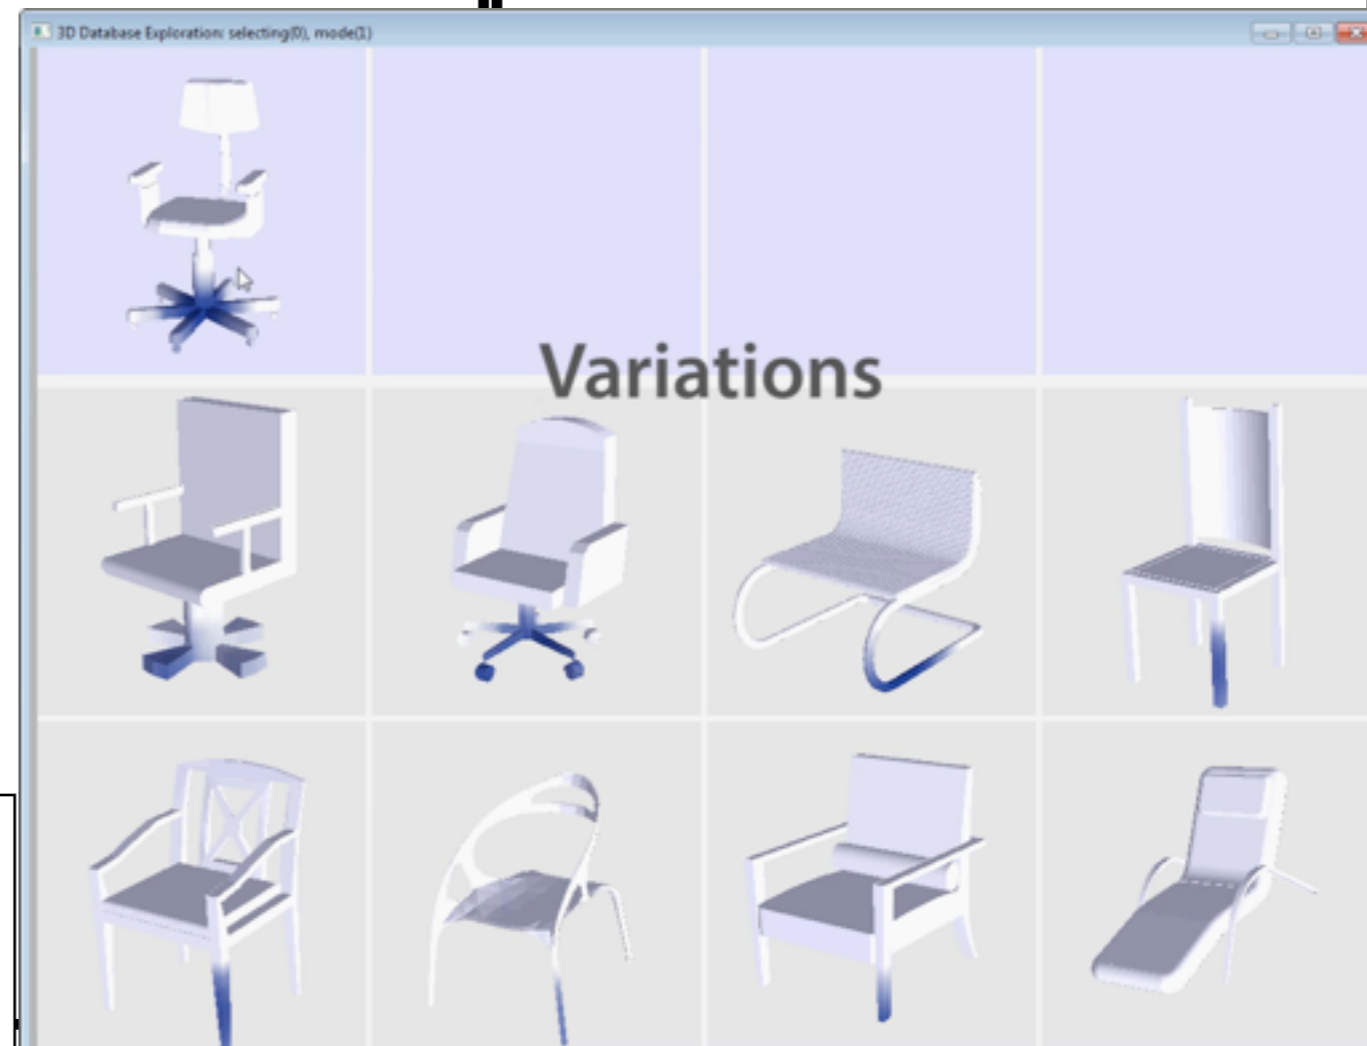 3D Database Exploration: selecting(0), mode(1)
Variations